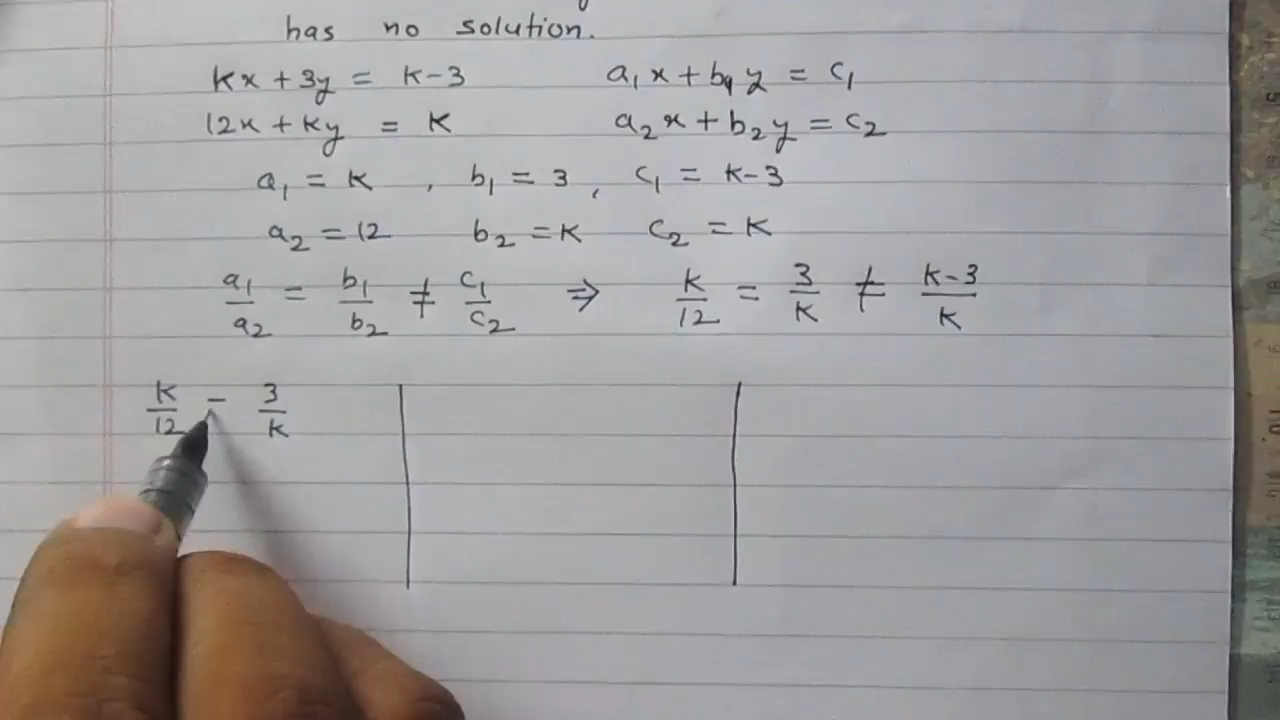 has no solution.
kx + 3y = k-3 a₁x + b₁y = c₁
12x + ky = k a₂x + b₂y = c₂
a₁ = k , b₁ = 3 , c₁ = k-3
a₂ = 12 b₂ = k c₂ = k
a₁/a₂ = b₁/b₂ ≠ c₁/c₂ ⇒ k/12 = 3/k ≠ k-3/k
k/12 - 3/k